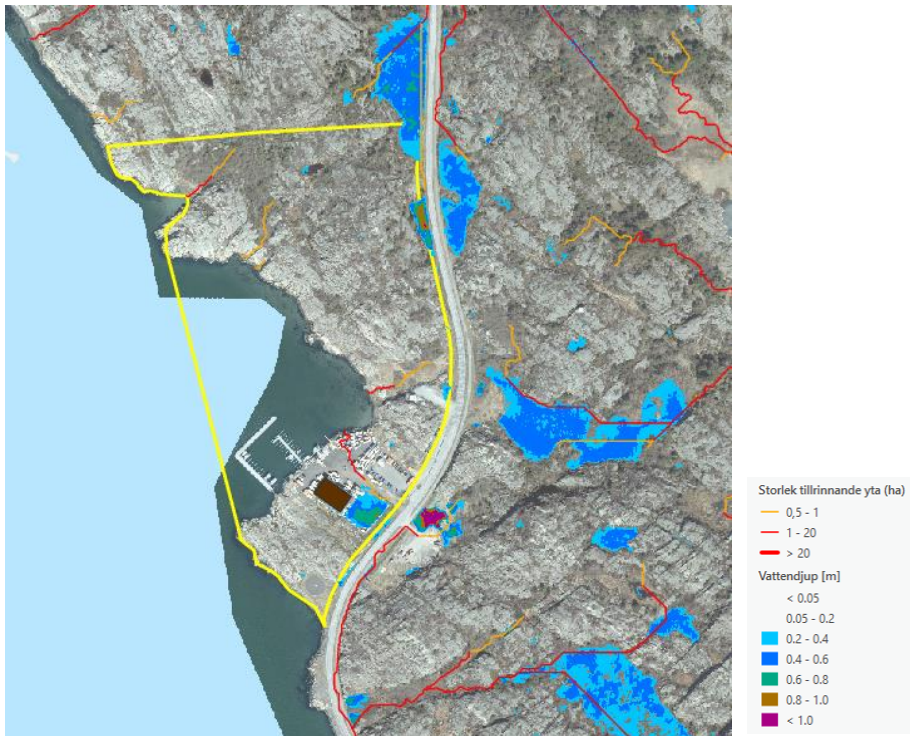 Storlek tillrinnande yta (ha)
0,5 - 1
1 - 20
> 20
Vattendjup [m]
< 0.05
0.05 - 0.2
0.2 - 0.4
0.4 - 0.6
0.6 - 0.8
0.8 - 1.0
< 1.0